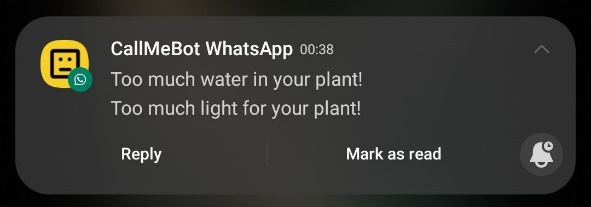 CallMeBot WhatsApp 00:38
Too much water in your plant!
Too much light for your plant!
Reply Mark as read